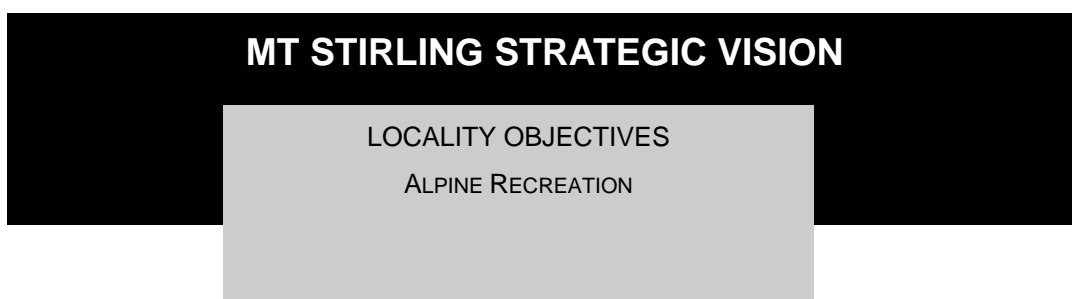 MT STIRLING STRATEGIC VISION
LOCALITY OBJECTIVES
ALPINE RECREATION